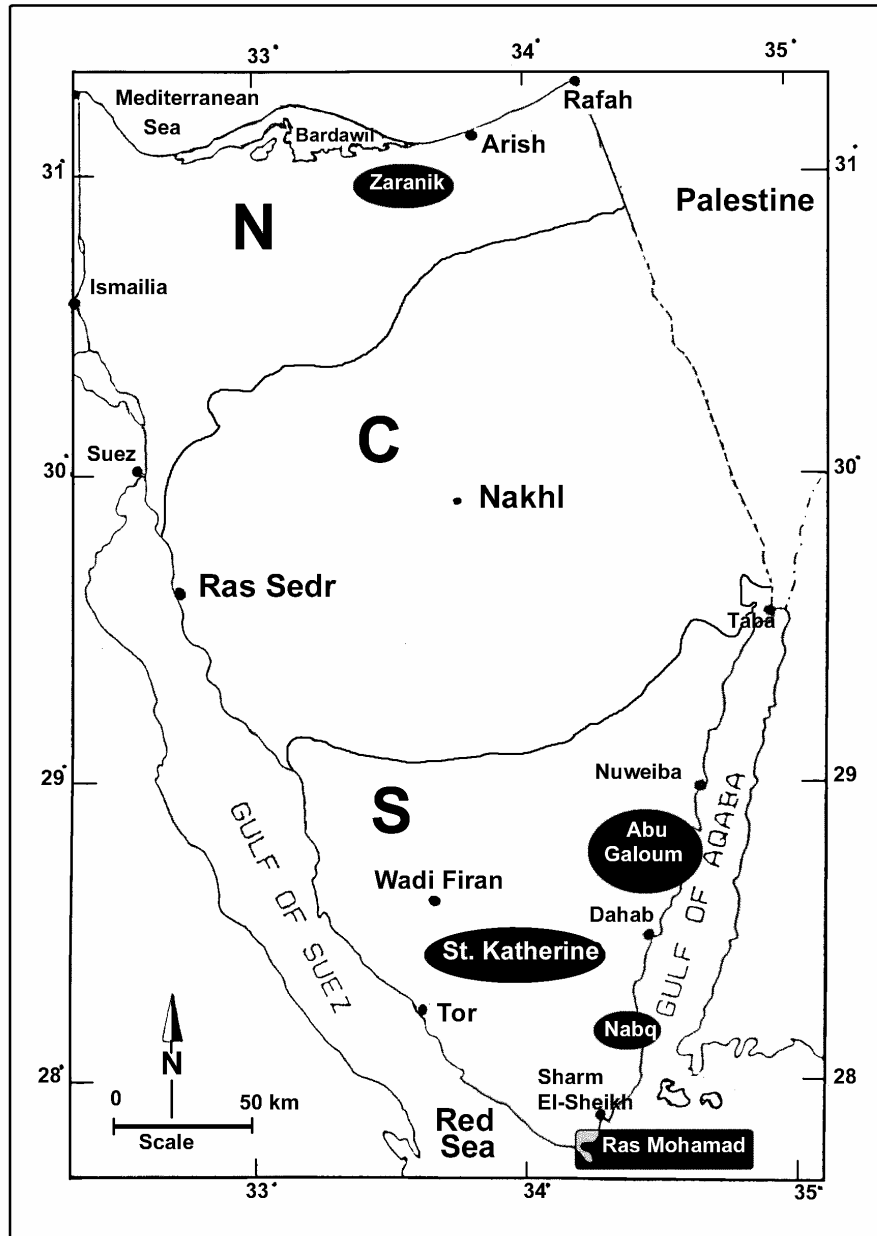 33°
34°
35°
Mediterranean
Sea
Bardawil
Rafah
Arish
31°
31°
Zaranik
Palestine
N
Ismailia
C
Suez
30°
30°
Nakhl
Ras Sedr
Taba
29°
29°
Nuweiba
S
Abu
Galoum
GULF OF SUEZ
GULF OF AQABA
Wadi Firan
Dahab
St. Katherine
Tor
Nabq
N
28°
28°
Sharm
El-Sheikh
0
50 km
Scale
Red
Sea
Ras Mohamad
33°
34°
35°